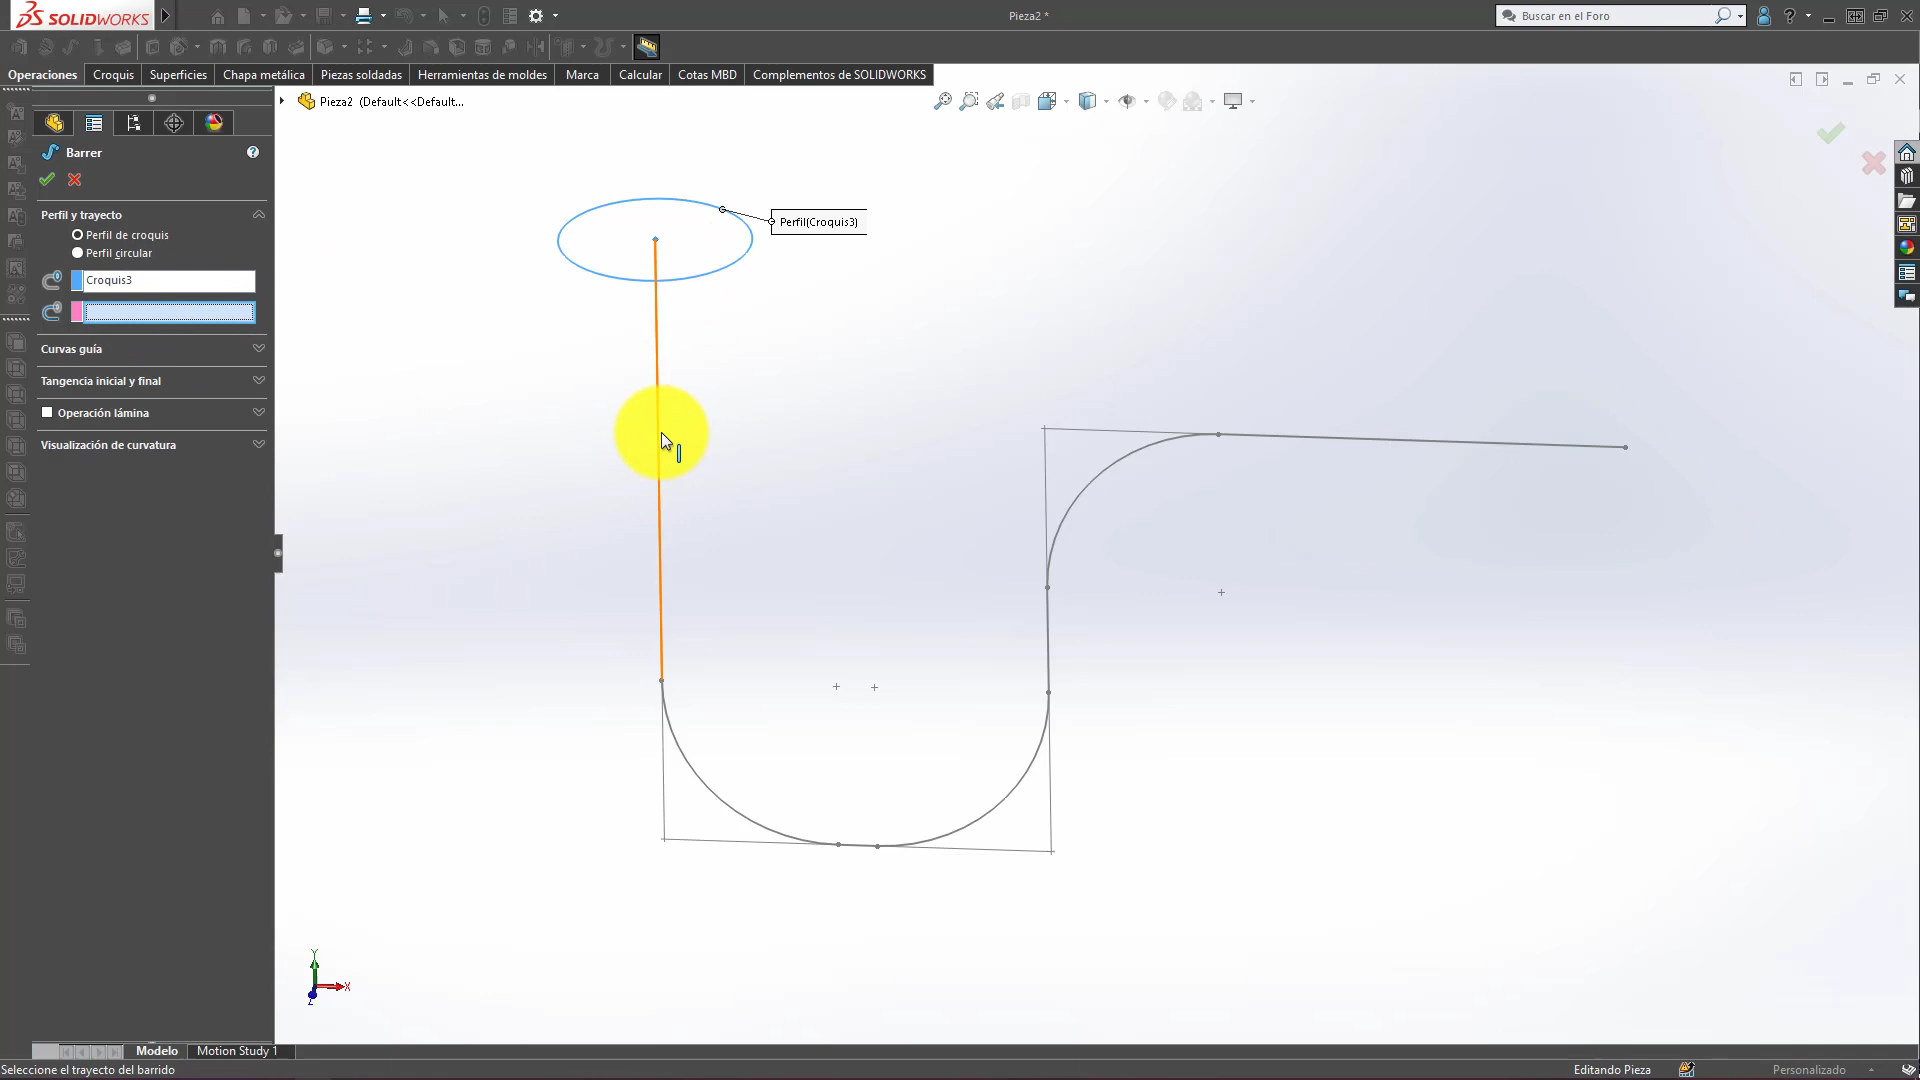 SOLIDWORKS
Pieza2 *
Buscar en el Foro
Operaciones
Croquis
Superficies
Chapa metálica
Piezas soldadas
Herramientas de moldes
Marca
Calcular
Cotas MBD
Complementos de SOLIDWORKS
Pieza2 (Default<<Default...
Barrer
Perfil y trayecto
Perfil de croquis
Perfil circular
Croquis3
Curvas guía
Tangencia inicial y final
Operación lámina
Visualización de curvatura
Perfil(Croquis3)
Y
X
Z
Modelo
Motion Study 1
Seleccione el trayecto del barrido
Editando Pieza
Personalizado